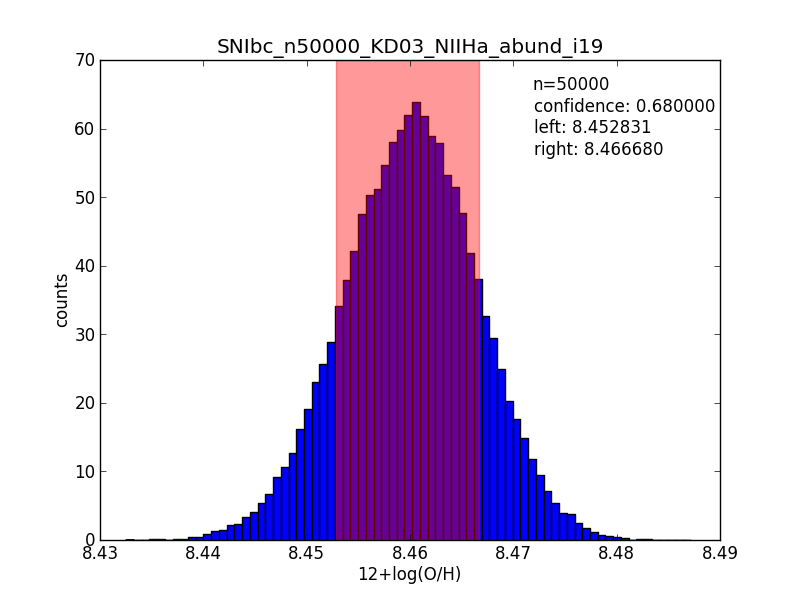 SNIbc_n50000_KD03_NIIHa_abund_i19
n=50000
confidence: 0.680000
left: 8.452831
right: 8.466680
70
60
50
40
30
20
10
0
counts
8.43 8.44 8.45 8.46 8.47 8.48 8.49
12+log(O/H)